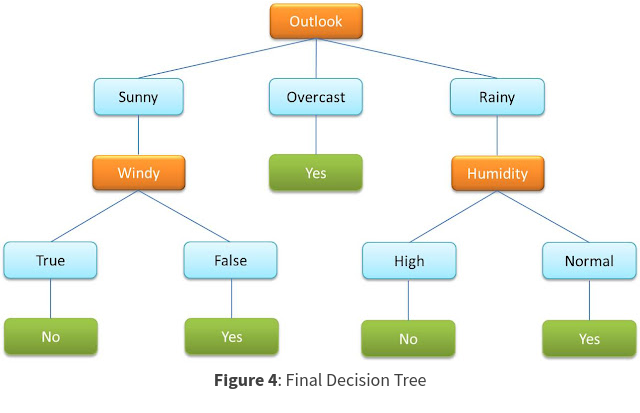 Outlook
Sunny
Overcast
Rainy
Windy
Yes
Humidity
True
False
High
Normal
No
Yes
No
Yes
Figure 4: Final Decision Tree